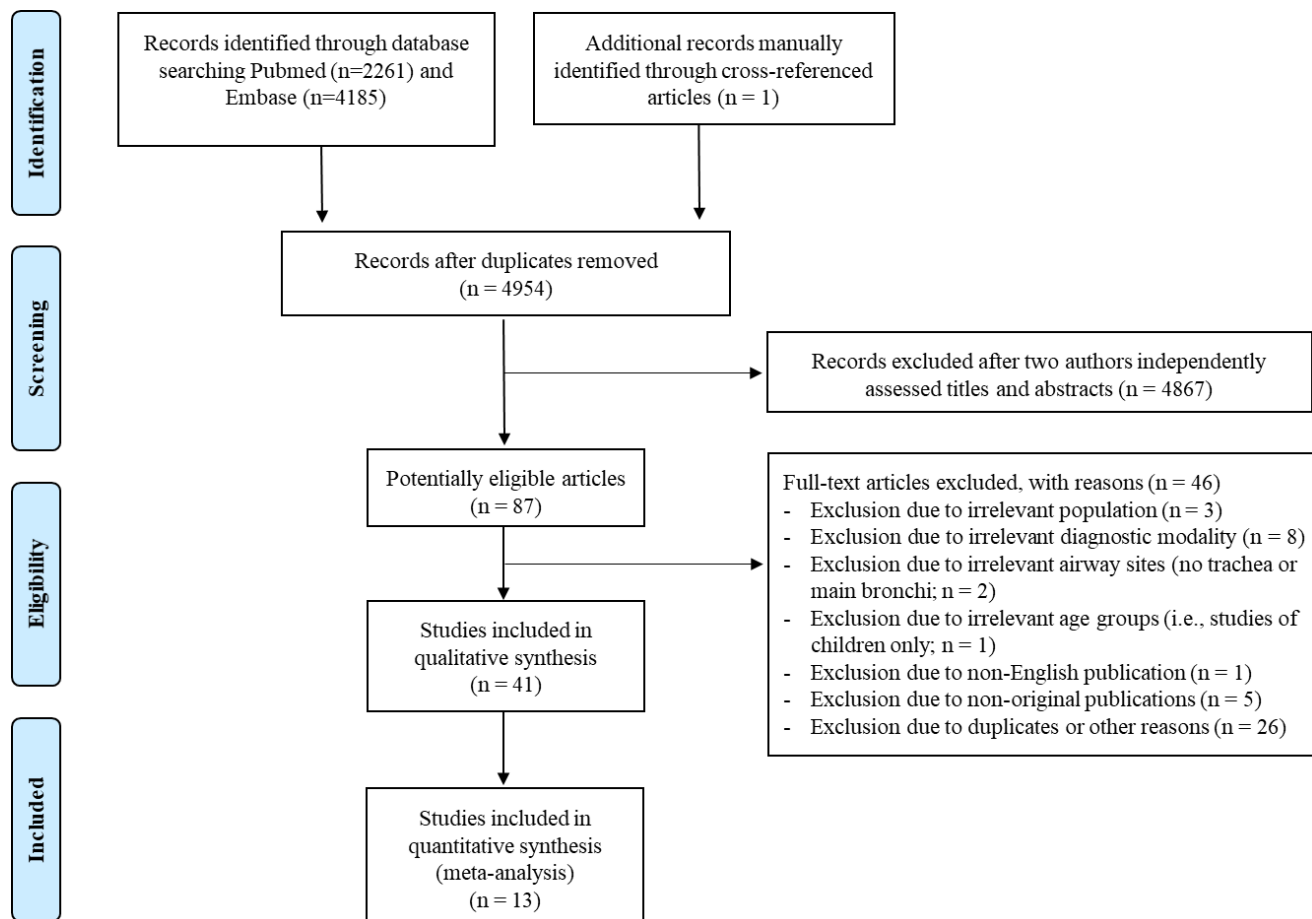 Identification
Records identified through database
searching Pubmed (n=2261) and
Embase (n=4185)
Additional records manually
identified through cross-referenced
articles (n = 1)
Screening
Records after duplicates removed
(n = 4954)
Records excluded after two authors independently
assessed titles and abstracts (n = 4867)
Eligibility
Potentially eligible articles
(n = 87)
Full-text articles excluded, with reasons (n = 46)
- Exclusion due to irrelevant population (n = 3)
- Exclusion due to irrelevant diagnostic modality (n = 8)
- Exclusion due to irrelevant airway sites (no trachea or
main bronchi; n = 2)
- Exclusion due to irrelevant age groups (i.e., studies of
children only; n = 1)
- Exclusion due to non-English publication (n = 1)
- Exclusion due to non-original publications (n = 5)
- Exclusion due to duplicates or other reasons (n = 26)
Studies included in
qualitative synthesis
(n = 41)
Included
Studies included in
quantitative synthesis
(meta-analysis)
(n = 13)